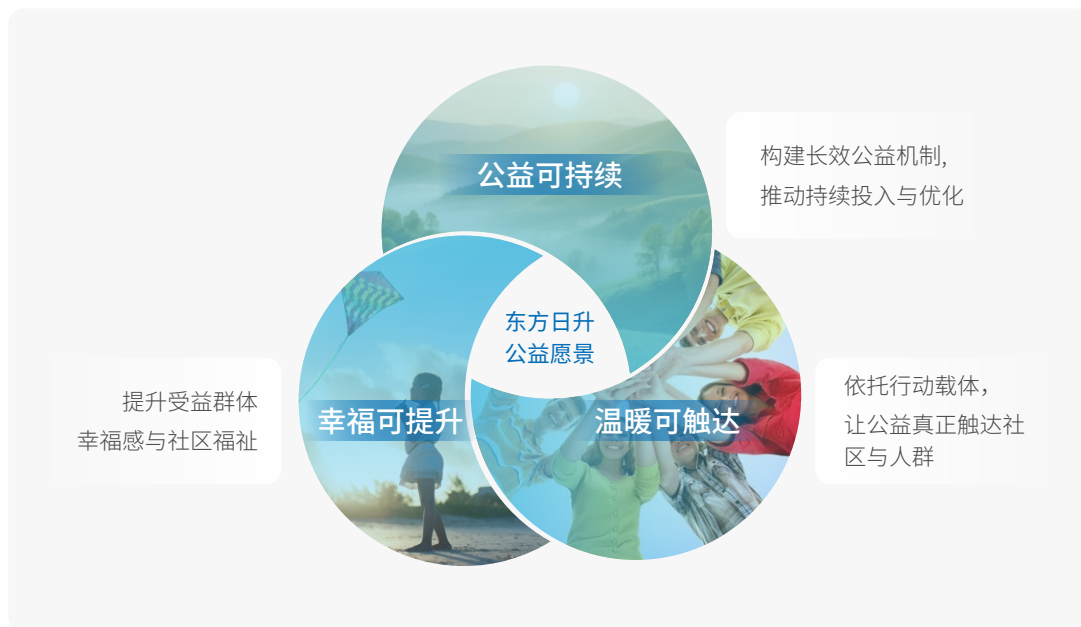 公益可持续
构建长效公益机制,
推动持续投入与优化
东方日升
公益愿景
提升受益群体
幸福感与社区福祉
幸福可提升
温暖可触达
依托行动载体，
让公益真正触达社
区与人群